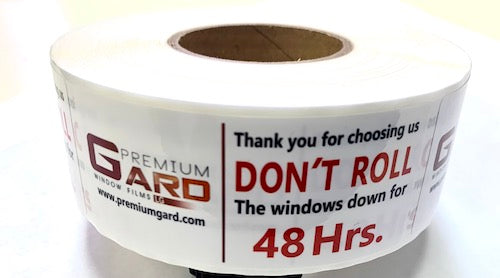 PREMIUM
GARD
WINDOW FILMS LG
www.premiumgard.com
Thank you for choosing us
DON'T ROLL
The windows down for
48 Hrs.